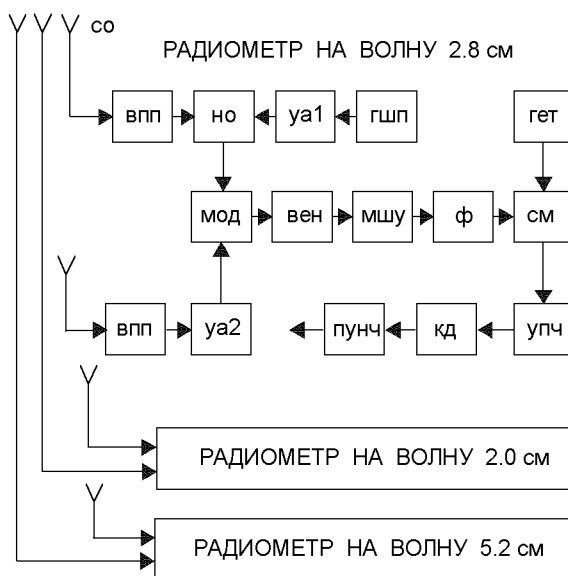 со
РАДИОМЕТР НА ВОЛНУ 2.8 см
впп но уа1 гшп гет
мод вен мшу ф см
впп уа2 пунч кд упч
РАДИОМЕТР НА ВОЛНУ 2.0 см
РАДИОМЕТР НА ВОЛНУ 5.2 см